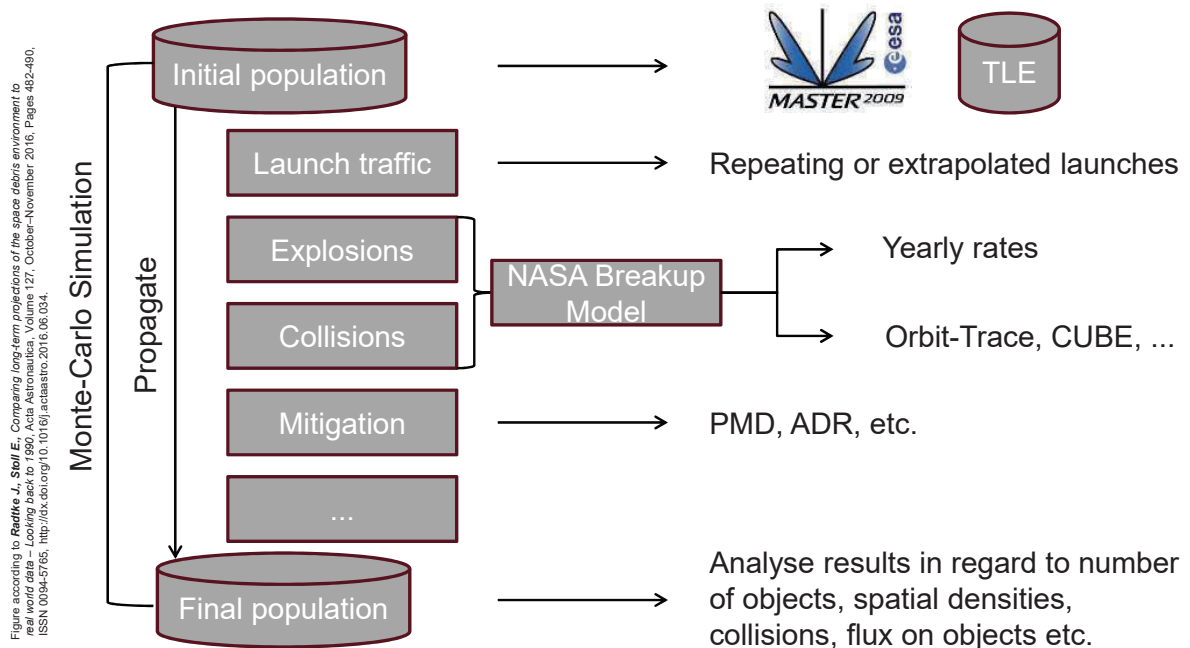 Figure according to Radtke J., Stoll E., Comparing long-term projections of the space debris environment to
real world data – Looking back to 1990, Acta Astronautica, Volume 127, October–November 2016, Pages 482-490,
ISSN 0094-5765, http://dx.doi.org/10.1016/j.actaastro.2016.06.034.
Monte-Carlo Simulation
Propagate
Initial population
MASTER 2009
esa
TLE
Launch traffic
Repeating or extrapolated launches
Explosions
Collisions
NASA Breakup
Model
Yearly rates
Orbit-Trace, CUBE, ...
Mitigation
PMD, ADR, etc.
...
Final population
Analyse results in regard to number
of objects, spatial densities,
collisions, flux on objects etc.